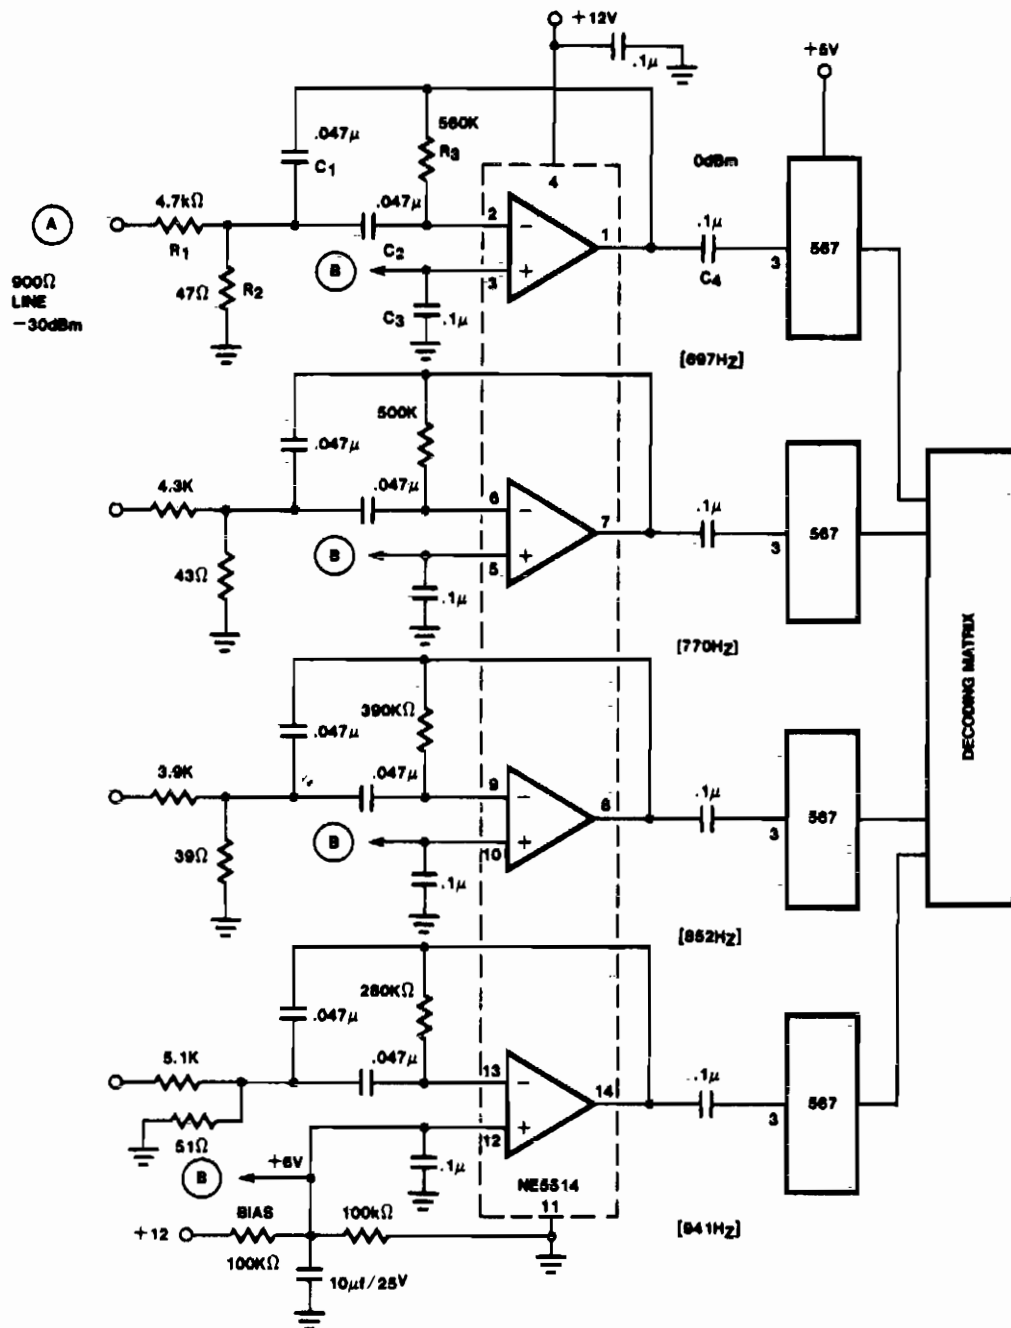 +12V
.1μ
+5V
.047μ
C1
560K
R3
0dBm
4
A
4.7kΩ
R1
.047μ
C2
2
−
1
.1μ
C4
3
567
B
3
+
900Ω
LINE
−30dBm
47Ω
R2
C3
.1μ
[697Hz]
500K
.047μ
4.3K
.047μ
6
−
7
.1μ
3
567
B
5
+
43Ω
.1μ
[770Hz]
DECODING MATRIX
390KΩ
.047μ
3.9K
.047μ
9
−
8
.1μ
3
567
B
10
+
39Ω
.1μ
[852Hz]
280KΩ
.047μ
5.1K
.047μ
13
−
14
.1μ
3
567
51Ω
12
+
+6V
B
.1μ
NE5514
11
+12
BIAS
100KΩ
100kΩ
10μf/25V
[941Hz]